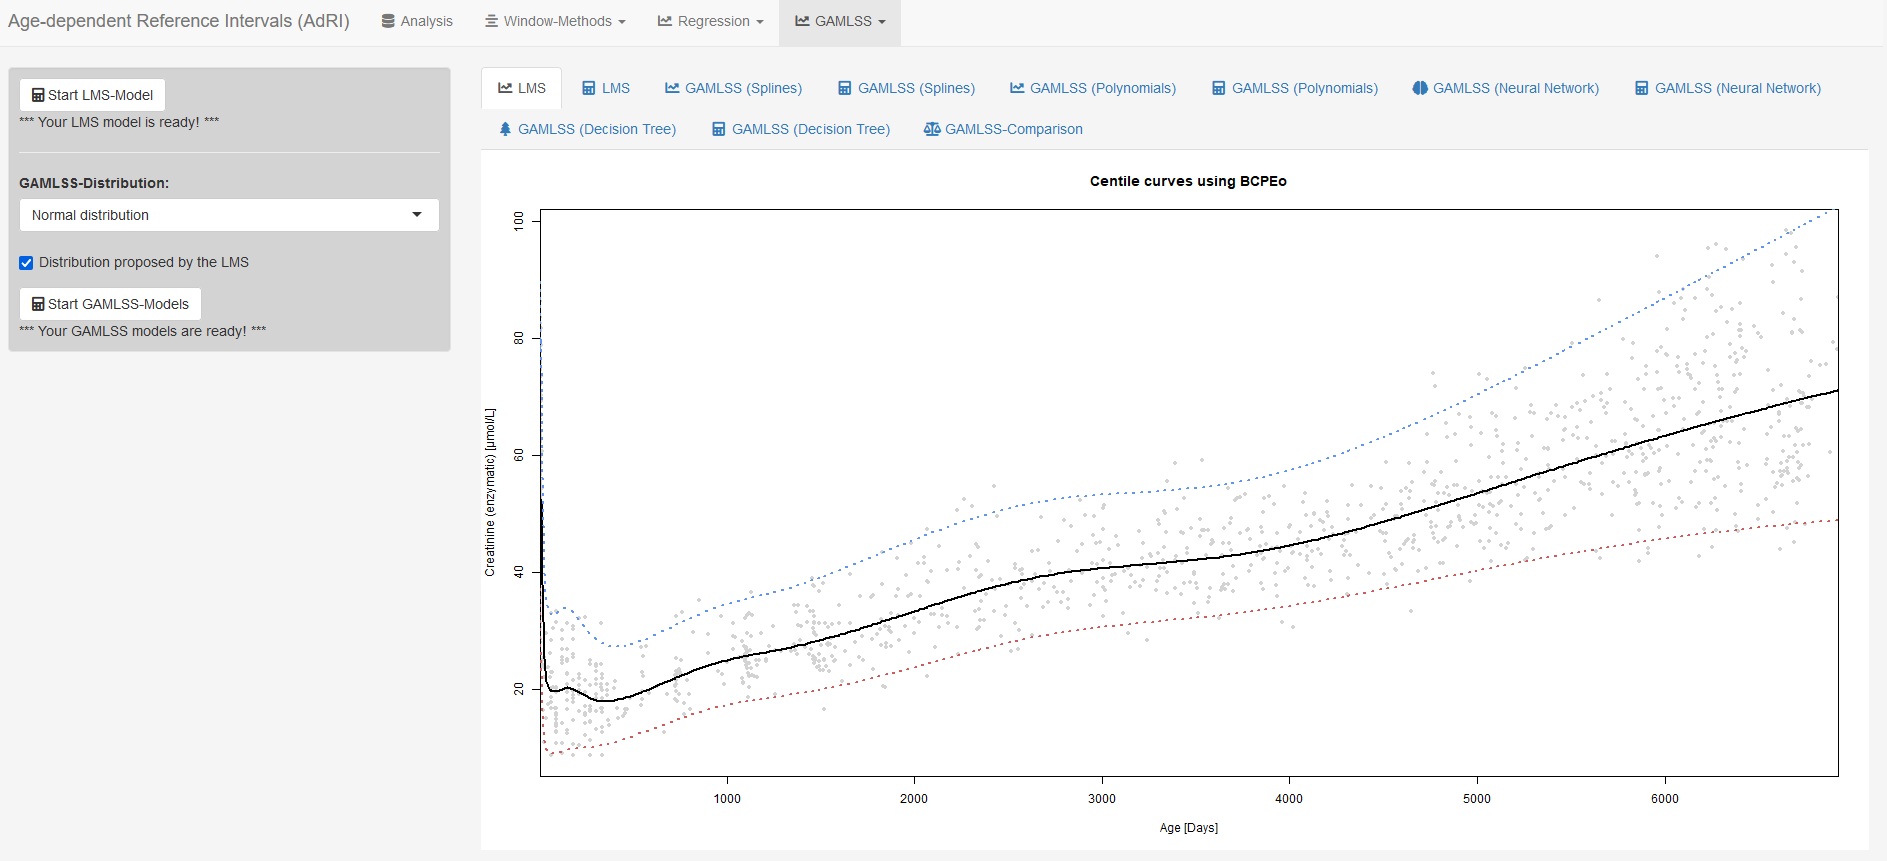 Age-dependent Reference Intervals (AdRI) Analysis Window-Methods Regression GAMLSS
Start LMS-Model
*** Your LMS model is ready! ***
GAMLSS-Distribution:
Normal distribution
Distribution proposed by the LMS
Start GAMLSS-Models
*** Your GAMLSS models are ready! ***
LMS LMS GAMLSS (Splines) GAMLSS (Splines) GAMLSS (Polynomials) GAMLSS (Polynomials) GAMLSS (Neural Network) GAMLSS (Neural Network)
GAMLSS (Decision Tree) GAMLSS (Decision Tree) GAMLSS-Comparison
Centile curves using BCPEo
Creatinine (enzymatic) [µmol/L]
100
80
60
40
20
1000 2000 3000 4000 5000 6000
Age [Days]